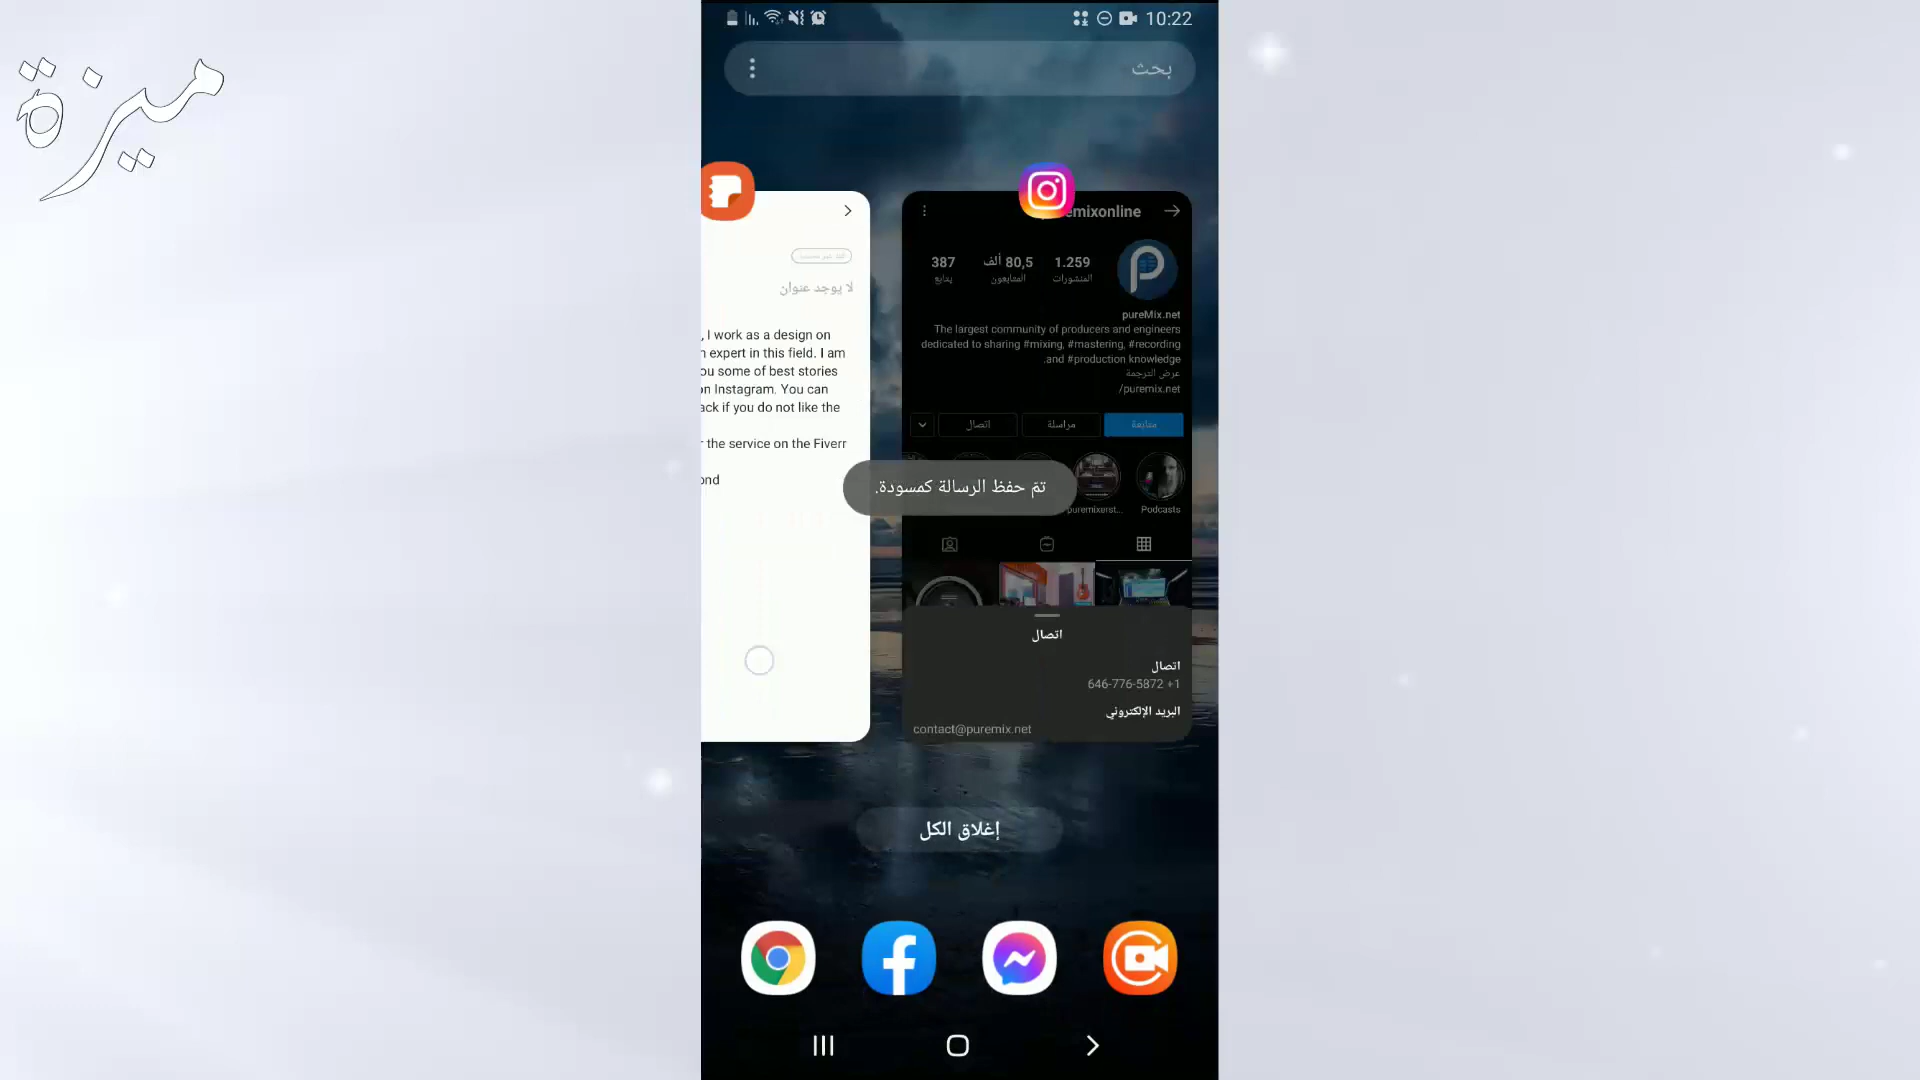 ميزة
10:22
بحث
لا يوجد عنوان
, I work as a design on
expert in this field. I am
ou some of best stories
on Instagram. You can
ack if you do not like the
r the service on the Fiverr
ond
emixonline
1.259
80,5 ألف
387
المنشورات
المتابعون
يتابع
pureMix.net
The largest community of producers and engineers
dedicated to sharing #mixing, #mastering, #recording
and #production knowledge.
عرض الترجمة
puremix.net/
متابعة
مراسلة
اتصال
تمّ حفظ الرسالة كمسودة.
Podcasts
puremixerst...
اتصال
اتصال
+1 646-776-5872
البريد الإلكتروني
contact@puremix.net
إغلاق الكل